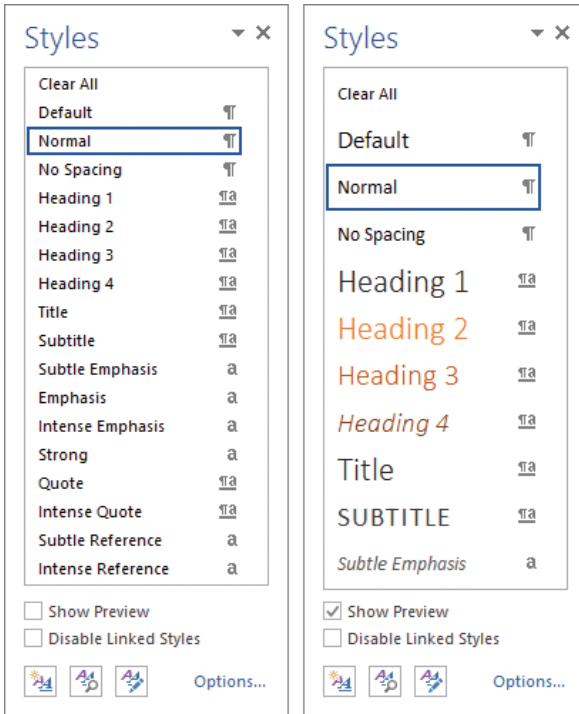 Styles
Clear All
Default ¶
Normal ¶
No Spacing ¶
Heading 1 ¶a
Heading 2 ¶a
Heading 3 ¶a
Heading 4 ¶a
Title ¶a
Subtitle ¶a
Subtle Emphasis a
Emphasis a
Intense Emphasis a
Strong a
Quote ¶a
Intense Quote ¶a
Subtle Reference a
Intense Reference a
Show Preview
Disable Linked Styles
Options...
Styles
Clear All
Default ¶
Normal ¶
No Spacing ¶
Heading 1 ¶a
Heading 2 ¶a
Heading 3 ¶a
Heading 4 ¶a
Title ¶a
SUBTITLE ¶a
Subtle Emphasis a
Show Preview
Disable Linked Styles
Options...